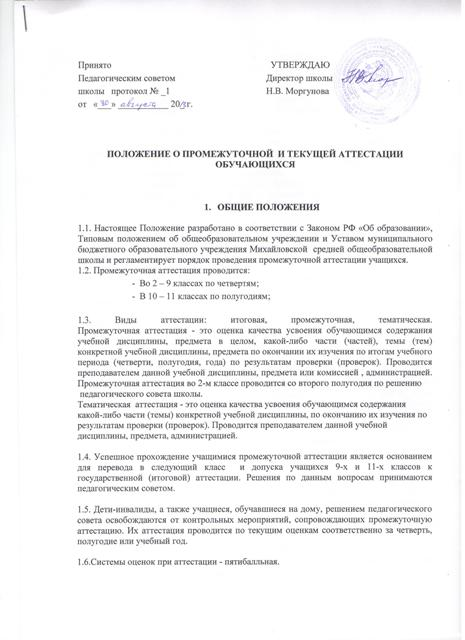 Принято УТВЕРЖДАЮ
Педагогическим советом Директор школы
школы протокол № _1 Н.В. Моргунова
от «30» августа 2013г.
ПОЛОЖЕНИЕ О ПРОМЕЖУТОЧНОЙ И ТЕКУЩЕЙ АТТЕСТАЦИИ
ОБУЧАЮЩИХСЯ
1. ОБЩИЕ ПОЛОЖЕНИЯ
1.1. Настоящее Положение разработано в соответствии с Законом РФ «Об образовании»,
Типовым положением об общеобразовательном учреждении и Уставом муниципального
бюджетного образовательного учреждения Михайловской средней общеобразовательной
школы и регламентирует порядок проведения промежуточной аттестации учащихся.
1.2. Промежуточная аттестация проводится:
- Во 2 – 9 классах по четвертям;
- В 10 – 11 классах по полугодиям;
1.3. Виды аттестации: итоговая, промежуточная, тематическая.
Промежуточная аттестация - это оценка качества усвоения обучающимся содержания
учебной дисциплины, предмета в целом, какой-либо части (частей), темы (тем)
конкретной учебной дисциплины, предмета по окончании их изучения по итогам учебного
периода (четверти, полугодия, года) по результатам проверки (проверок). Проводится
преподавателем данной учебной дисциплины, предмета или комиссией , администрацией.
Промежуточная аттестация во 2-м классе проводится со второго полугодия по решению
педагогического совета школы.
Тематическая аттестация - это оценка качества усвоения обучающимся содержания
какой-либо части (темы) конкретной учебной дисциплины, по окончанию их изучения по
результатам проверки (проверок). Проводится преподавателем данной учебной
дисциплины, предмета, администрацией.
1.4. Успешное прохождение учащимися промежуточной аттестации является основанием
для перевода в следующий класс и допуска учащихся 9-х и 11-х классов к
государственной (итоговой) аттестации. Решения по данным вопросам принимаются
педагогическим советом.
1.5. Дети-инвалиды, а также учащиеся, обучавшиеся на дому, решением педагогического
совета освобождаются от контрольных мероприятий, сопровождающих промежуточную
аттестацию. Их аттестация проводится по текущим оценкам соответственно за четверть,
полугодие или учебный год.
1.6.Системы оценок при аттестации - пятибалльная.